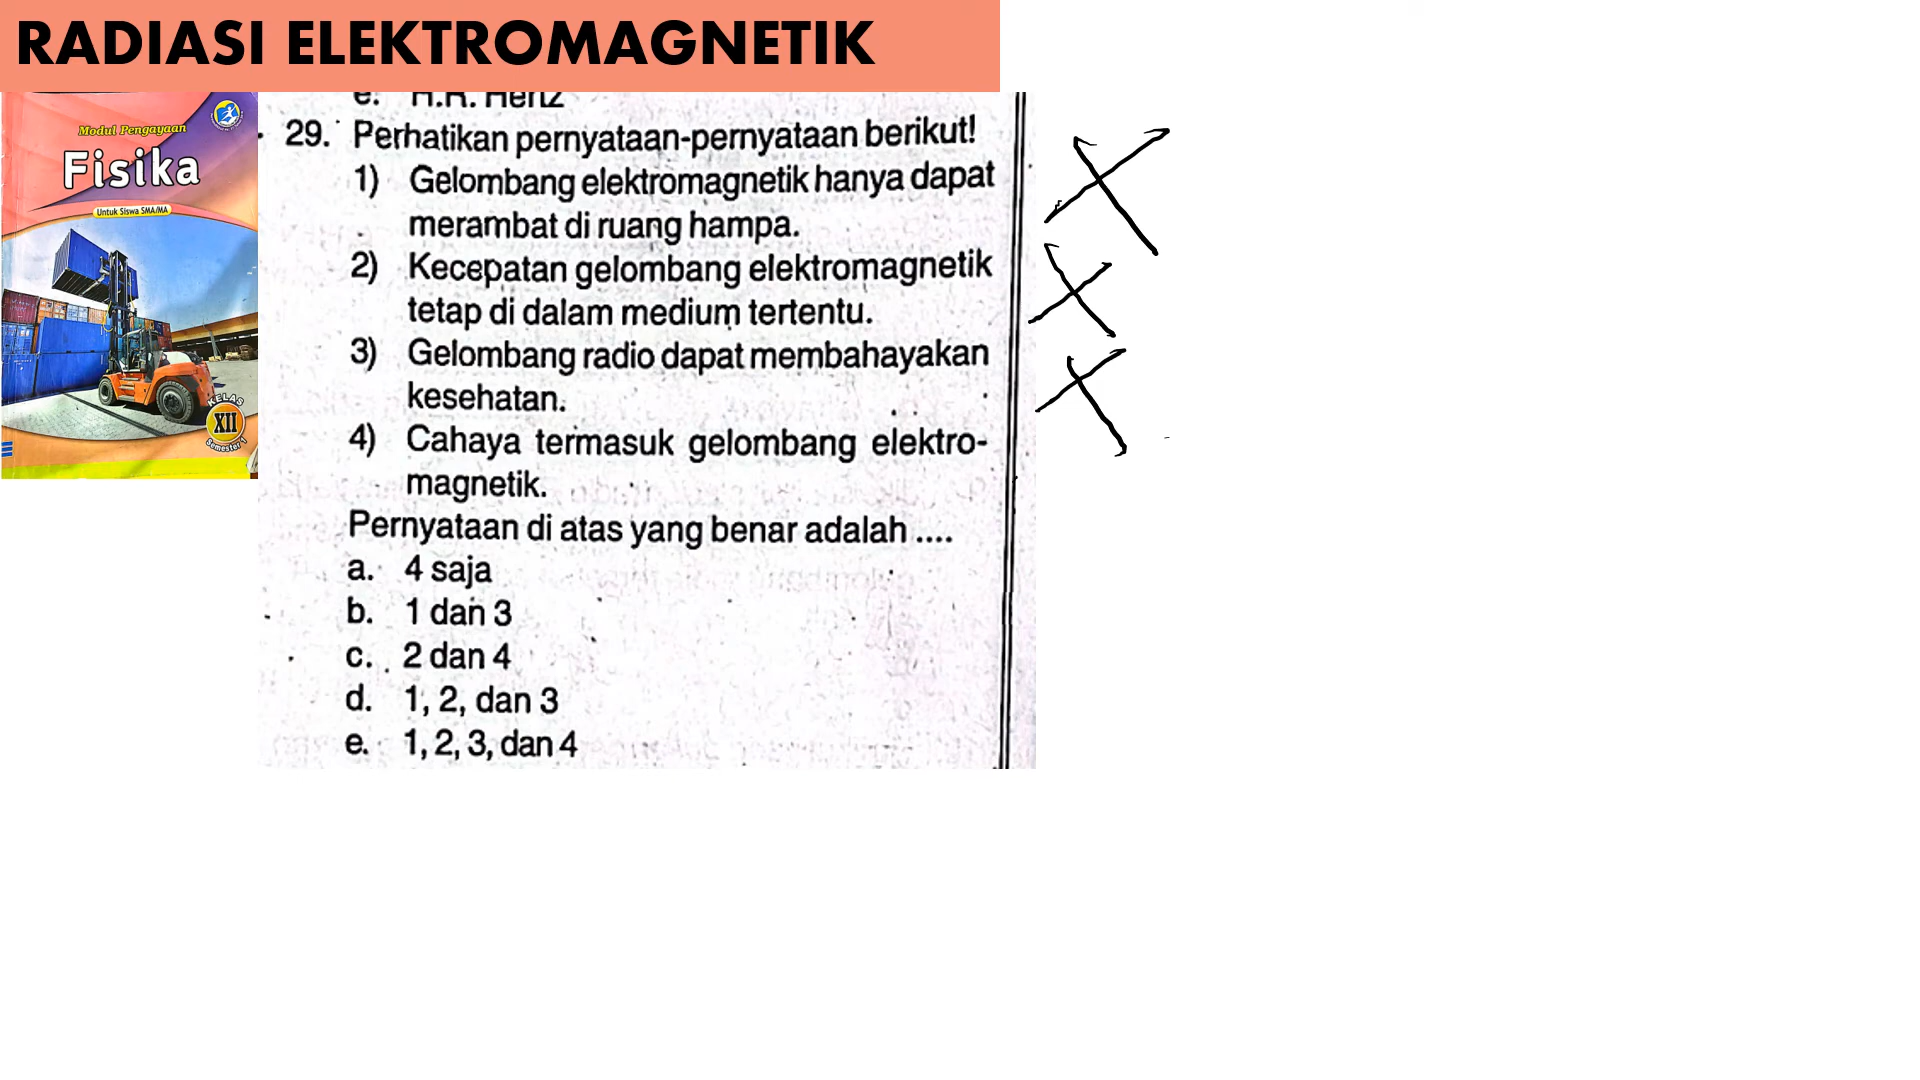 RADIASI ELEKTROMAGNETIK
Modul Pengayaan
Fisika
Untuk Siswa SMA/MA
KELAS
XII
Semester 1
e. H.R. Hertz
29. Perhatikan pernyataan-pernyataan berikut!
1) Gelombang elektromagnetik hanya dapat
merambat di ruang hampa.
2) Kecepatan gelombang elektromagnetik
tetap di dalam medium tertentu.
3) Gelombang radio dapat membahayakan
kesehatan.
4) Cahaya termasuk gelombang elektro-
magnetik.
Pernyataan di atas yang benar adalah ....
a. 4 saja
b. 1 dan 3
c. 2 dan 4
d. 1, 2, dan 3
e. 1, 2, 3, dan 4